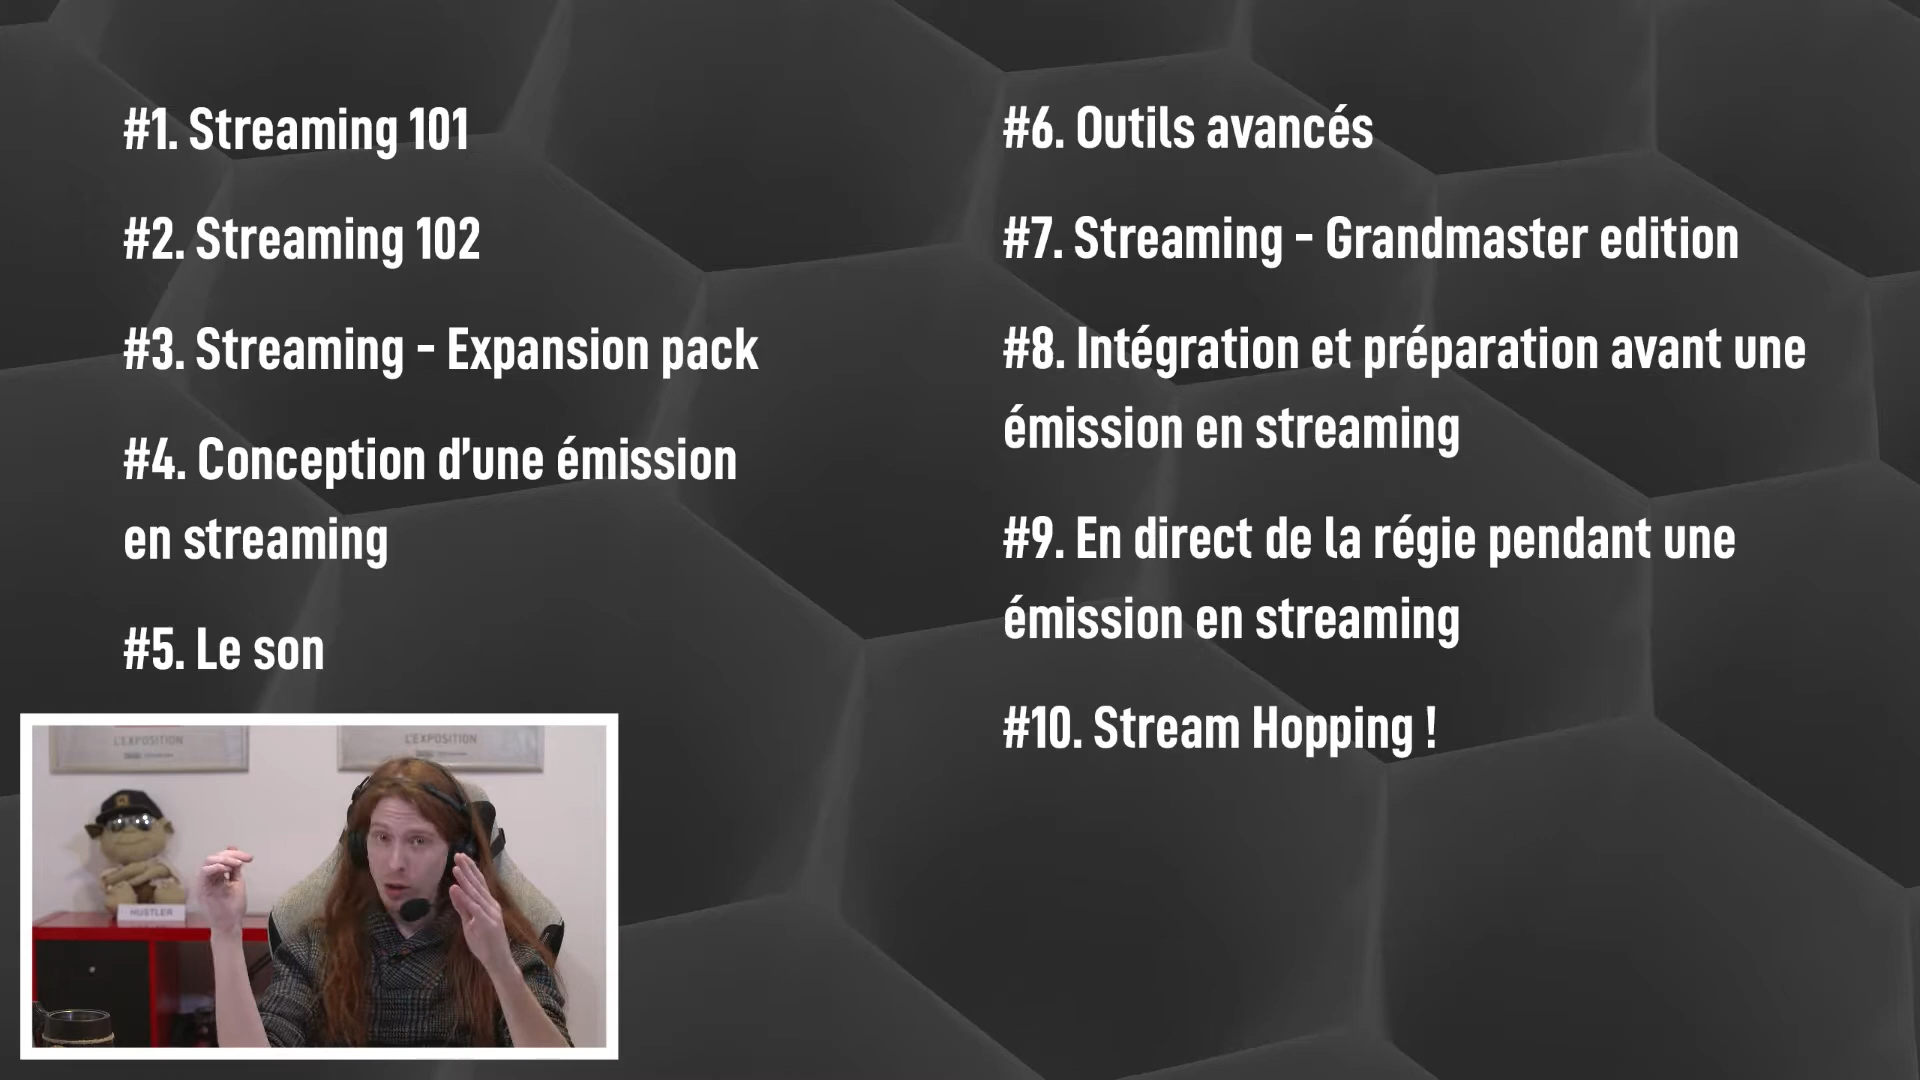 #1. Streaming 101
#2. Streaming 102
#3. Streaming - Expansion pack
#4. Conception d'une émission
en streaming
#5. Le son
#6. Outils avancés
#7. Streaming - Grandmaster edition
#8. Intégration et préparation avant une
émission en streaming
#9. En direct de la régie pendant une
émission en streaming
#10. Stream Hopping !
L'EXPOSITION
L'EXPOSITION
HUSTLER